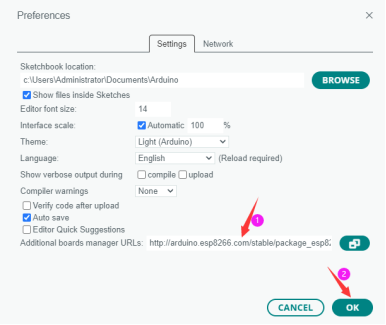 Preferences
Settings Network
Sketchbook location:
c:\Users\Administrator\Documents\Arduino BROWSE
Show files inside Sketches
Editor font size: 14
Interface scale: Automatic 100 %
Theme: Light (Arduino)
Language: English (Reload required)
Show verbose output during compile upload
Compiler warnings None
Verify code after upload
Auto save
Editor Quick Suggestions
1
Additional boards manager URLs: http://arduino.esp8266.com/stable/package_esp82
2
CANCEL OK